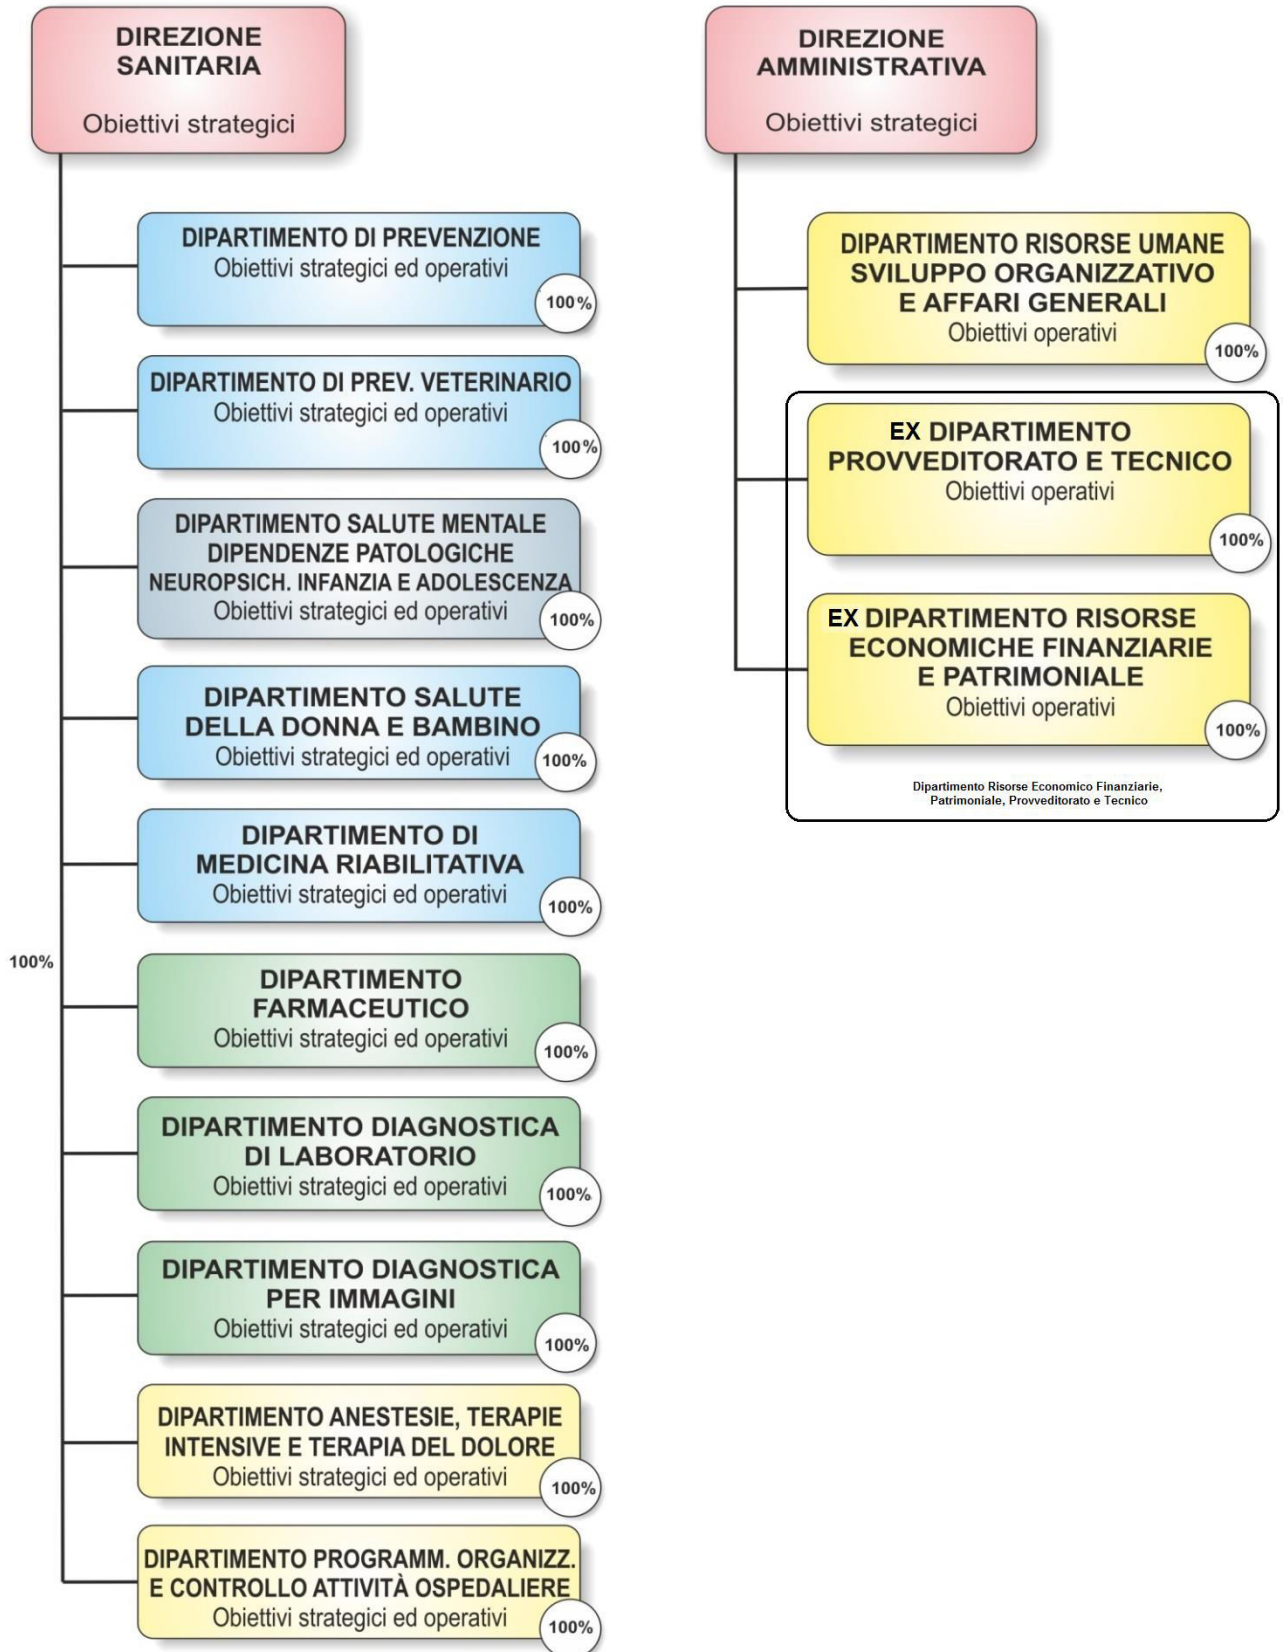 DIREZIONE
SANITARIA
Obiettivi strategici
DIPARTIMENTO DI PREVENZIONE
Obiettivi strategici ed operativi
100%
DIPARTIMENTO DI PREV. VETERINARIO
Obiettivi strategici ed operativi
100%
DIPARTIMENTO SALUTE MENTALE
DIPENDENZE PATOLOGICHE
NEUROPSICH. INFANZIA E ADOLESCENZA
Obiettivi strategici ed operativi
100%
DIPARTIMENTO SALUTE
DELLA DONNA E BAMBINO
Obiettivi strategici ed operativi
100%
DIPARTIMENTO DI
MEDICINA RIABILITATIVA
Obiettivi strategici ed operativi
100%
100%
DIPARTIMENTO
FARMACEUTICO
Obiettivi strategici ed operativi
100%
DIPARTIMENTO DIAGNOSTICA
DI LABORATORIO
Obiettivi strategici ed operativi
100%
DIPARTIMENTO DIAGNOSTICA
PER IMMAGINI
Obiettivi strategici ed operativi
100%
DIPARTIMENTO ANESTESIE, TERAPIE
INTENSIVE E TERAPIA DEL DOLORE
Obiettivi strategici ed operativi
100%
DIPARTIMENTO PROGRAMM. ORGANIZZ.
E CONTROLLO ATTIVITÀ OSPEDALIERE
Obiettivi strategici ed operativi
100%
DIREZIONE
AMMINISTRATIVA
Obiettivi strategici
DIPARTIMENTO RISORSE UMANE
SVILUPPO ORGANIZZATIVO
E AFFARI GENERALI
Obiettivi operativi
100%
EX DIPARTIMENTO
PROVVEDITORATO E TECNICO
Obiettivi operativi
100%
EX DIPARTIMENTO RISORSE
ECONOMICHE FINANZIARIE
E PATRIMONIALE
Obiettivi operativi
100%
Dipartimento Risorse Economico Finanziarie,
Patrimoniale, Provveditorato e Tecnico